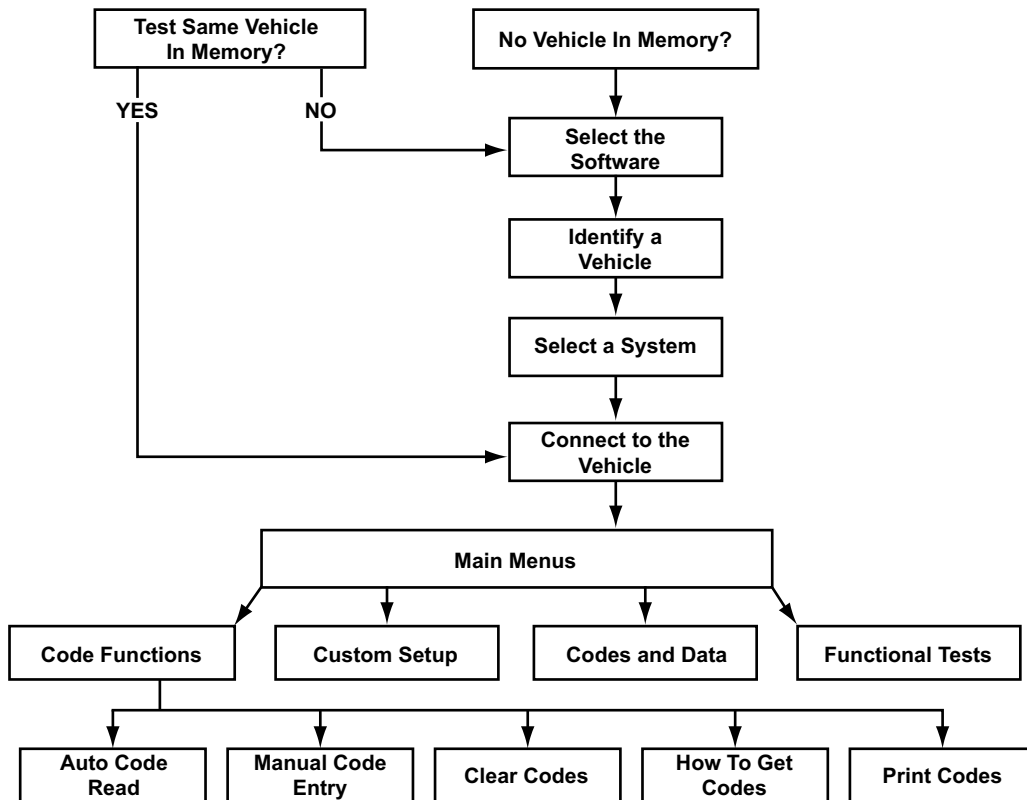 Test Same Vehicle
In Memory?
No Vehicle In Memory?
YES
NO
Select the
Software
Identify a
Vehicle
Select a System
Connect to the
Vehicle
Main Menus
Code Functions
Custom Setup
Codes and Data
Functional Tests
Auto Code
Read
Manual Code
Entry
Clear Codes
How To Get
Codes
Print Codes